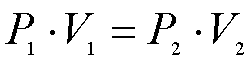 P₁ · V₁ = P₂ · V₂